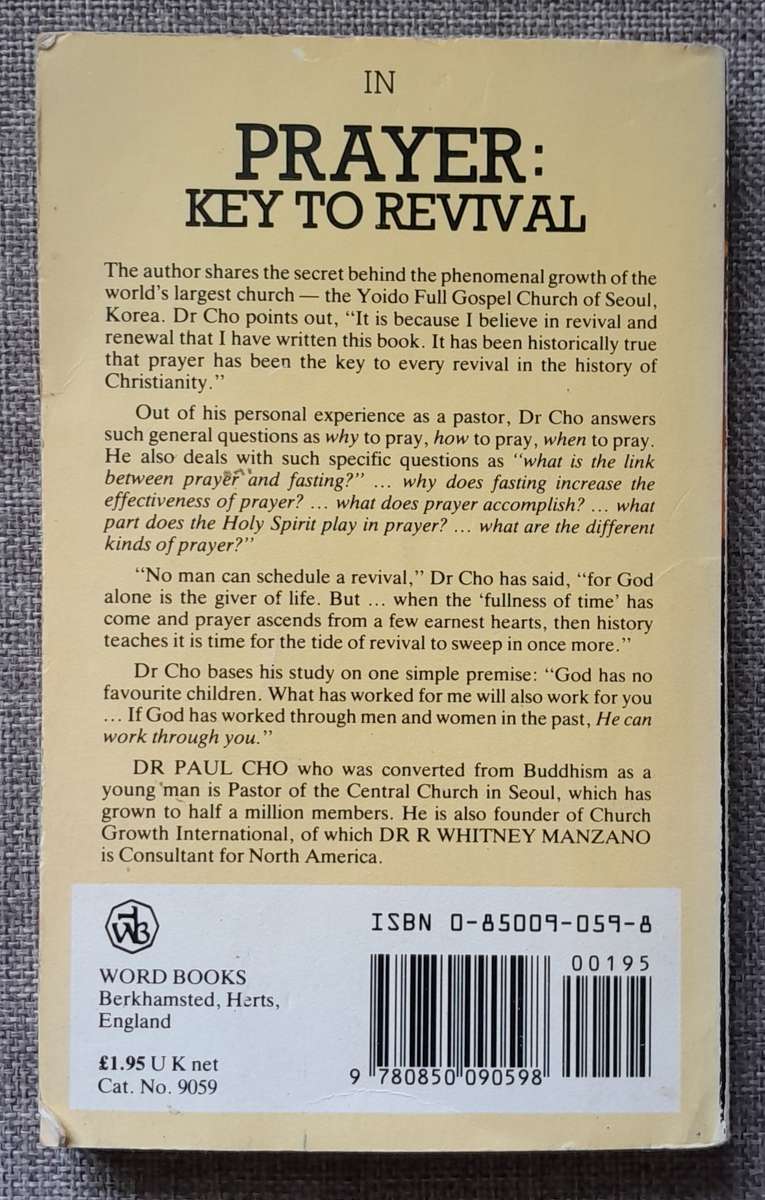 IN
PRAYER:
KEY TO REVIVAL
The author shares the secret behind the phenomenal growth of the
world's largest church — the Yoido Full Gospel Church of Seoul,
Korea. Dr Cho points out, “It is because I believe in revival and
renewal that I have written this book. It has been historically true
that prayer has been the key to every revival in the history of
Christianity.”
Out of his personal experience as a pastor, Dr Cho answers
such general questions as why to pray, how to pray, when to pray.
He also deals with such specific questions as “what is the link
between prayer and fasting?” ... why does fasting increase the
effectiveness of prayer? ... what does prayer accomplish? ... what
part does the Holy Spirit play in prayer? ... what are the different
kinds of prayer?”
“No man can schedule a revival,” Dr Cho has said, “for God
alone is the giver of life. But ... when the ‘fullness of time’ has
come and prayer ascends from a few earnest hearts, then history
teaches it is time for the tide of revival to sweep in once more.”
Dr Cho bases his study on one simple premise: “God has no
favourite children. What has worked for me will also work for you
... If God has worked through men and women in the past, He can
work through you.”
DR PAUL CHO who was converted from Buddhism as a
young man is Pastor of the Central Church in Seoul, which has
grown to half a million members. He is also founder of Church
Growth International, of which DR R WHITNEY MANZANO
is Consultant for North America.
WB
WORD BOOKS
Berkhamsted, Herts,
England
£1.95 U K net
Cat. No. 9059
ISBN 0-85009-059-8
00195
9 780850 090598